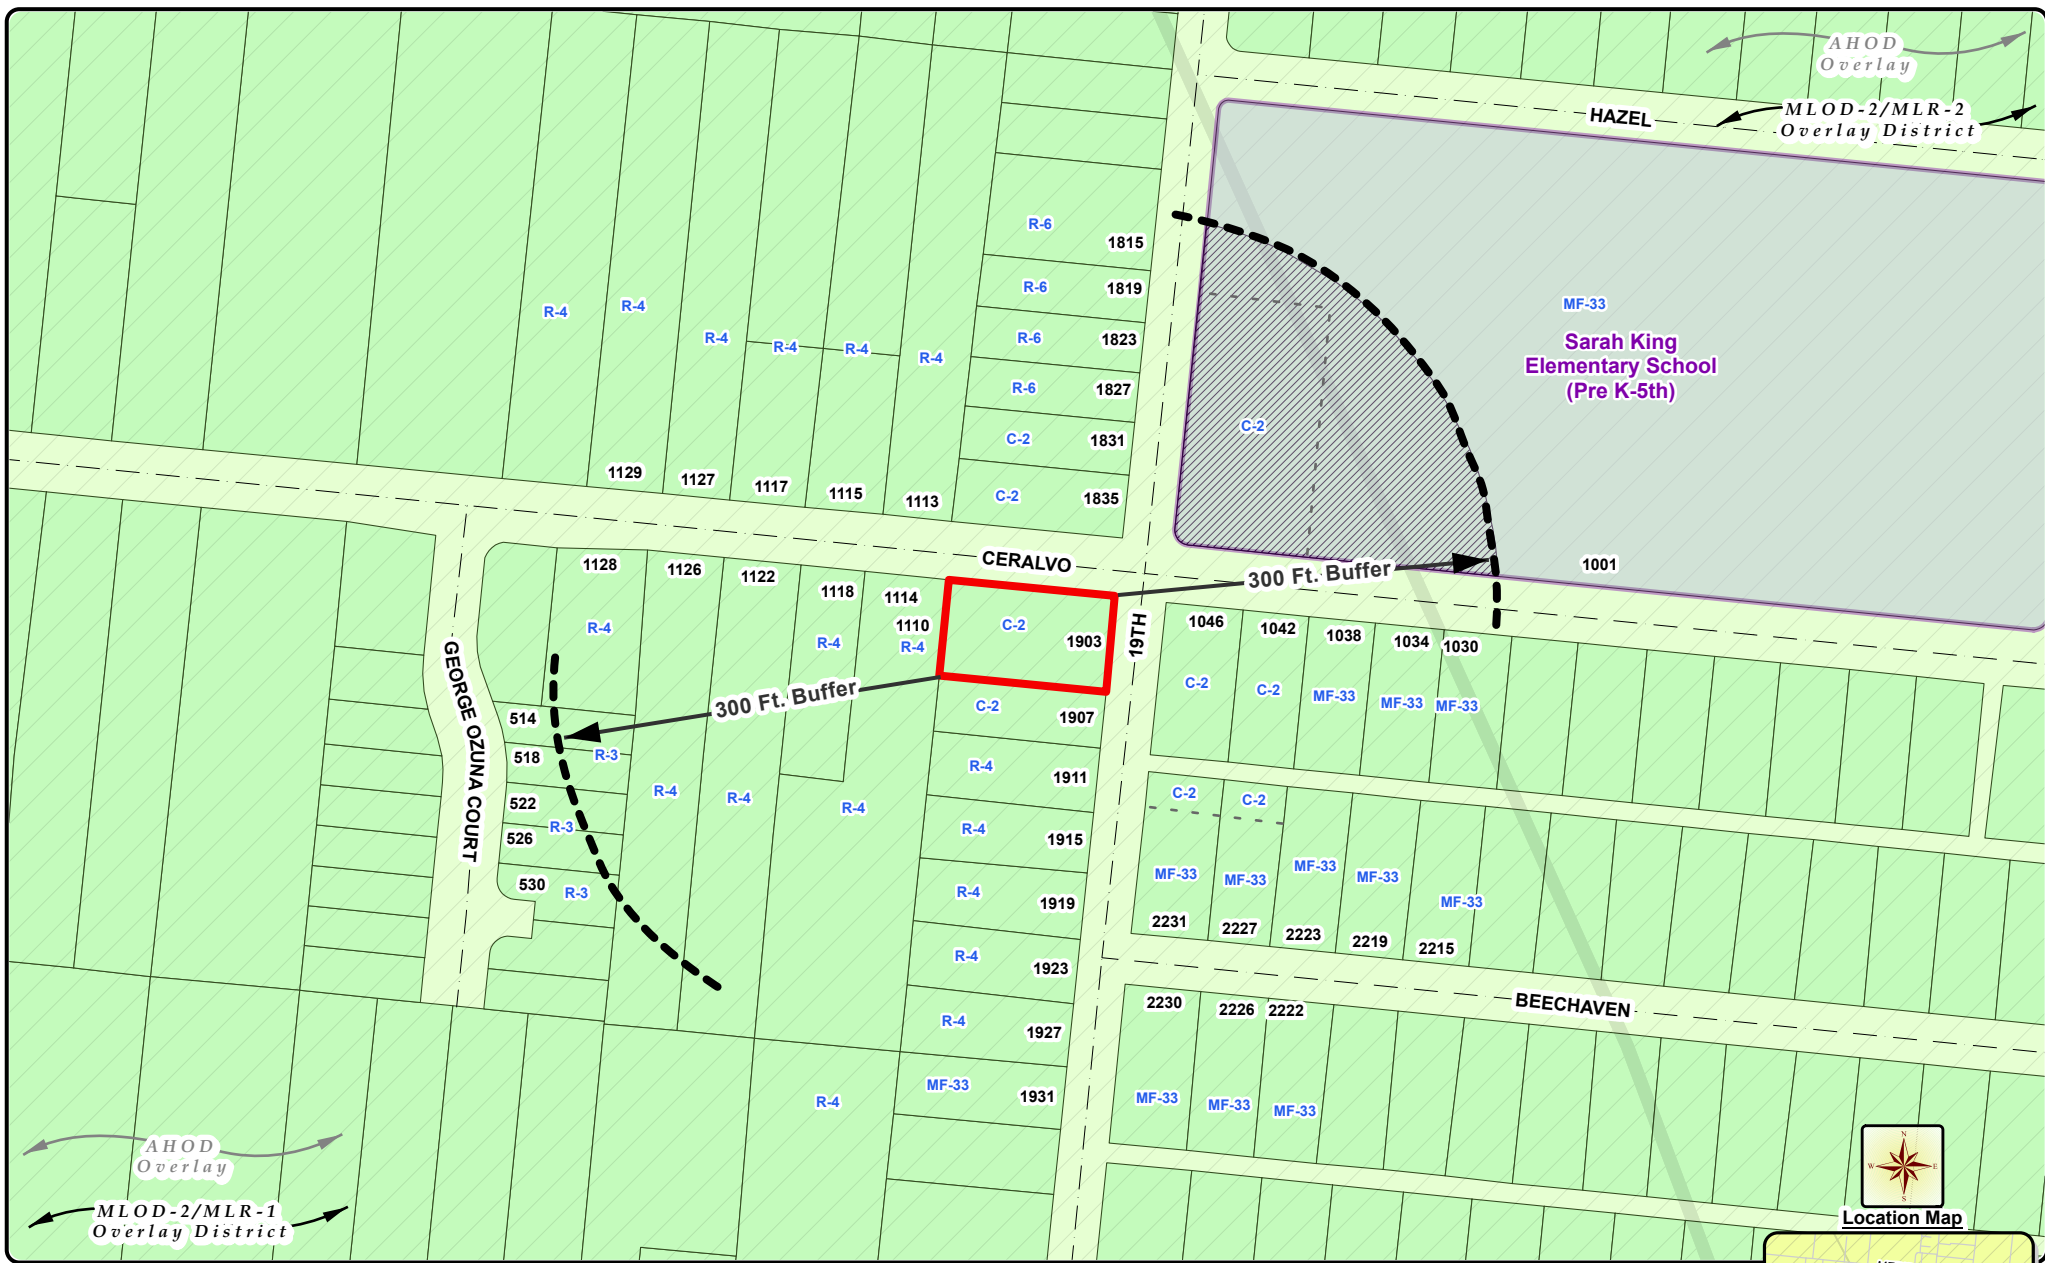 AHOD
Overlay
MLOD-2/MLR-2
Overlay District
HAZEL
R-6
1815
R-6
1819
R-6
1823
R-6
1827
C-2
1831
C-2
1835
R-4
R-4
R-4
R-4
R-4
R-4
MF-33
Sarah King
Elementary School
(Pre K-5th)
C-2
1129
1127
1117
1115
1113
CERALVO
300 Ft. Buffer
1001
1128
1126
1122
1118
1114
1110
R-4
R-4
R-4
C-2
1903
19TH
1046
1042
1038
1034
1030
C-2
C-2
MF-33
MF-33
MF-33
GEORGE OZUNA COURT
300 Ft. Buffer
514
518
R-3
522
R-3
526
530
R-3
R-4
R-4
R-4
C-2
1907
R-4
1911
R-4
1915
R-4
1919
R-4
1923
R-4
1927
MF-33
1931
R-4
C-2
C-2
MF-33
MF-33
MF-33
MF-33
MF-33
2231
2227
2223
2219
2215
BEECHAVEN
2230
2226
2222
MF-33
MF-33
MF-33
AHOD
Overlay
MLOD-2/MLR-1
Overlay District
N
W
E
S
Location Map